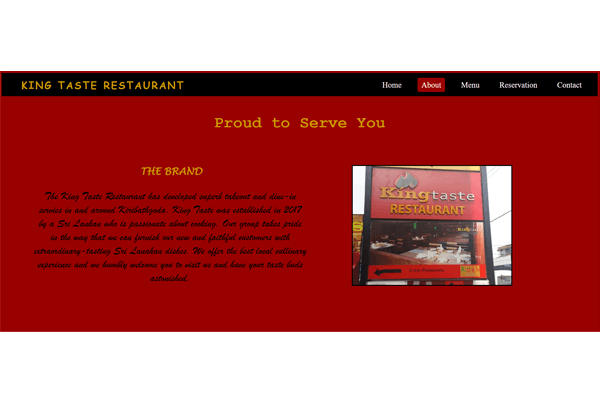 KING TASTE RESTAURANT
Home About Menu Reservation Contact
Proud to Serve You
THE BRAND
The King Taste Restaurant has developed superb takeout and dine-in
service in and around Kiribathgoda. King Taste was established in 2017
by a Sri Lankan who is passionate about cooking. Our group takes pride
in the way that we can furnish our new and faithful customers with
extraordinary-tasting Sri Lanakan dishes. We offer the best local cullinary
experience and we humbly welcome you to visit us and have your taste buds
astonished.
Kingtaste
RESTAURANT